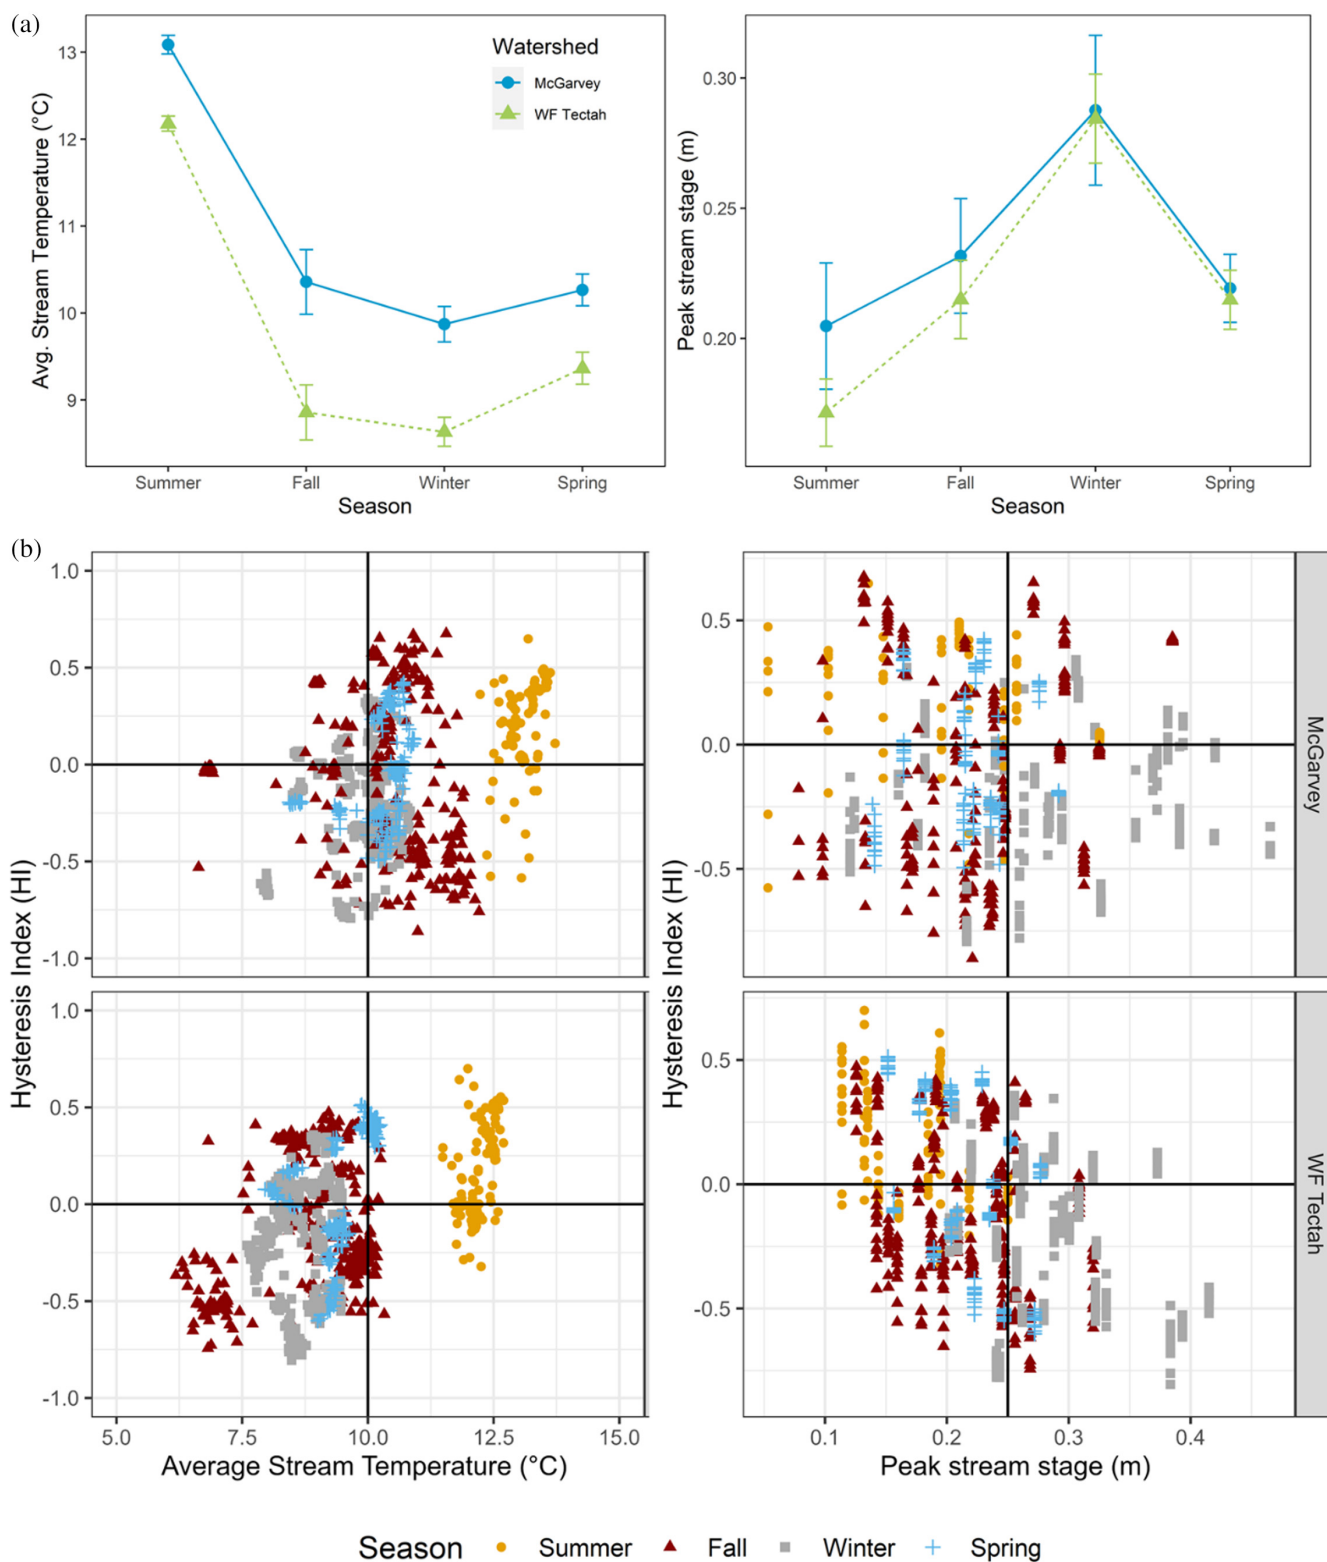 (a)
Avg. Stream Temperature (°C)
13
12
11
10
9
Watershed
McGarvey
WF Tectah
Summer Fall Winter Spring
Season
Peak stream stage (m)
0.30
0.25
0.20
Summer Fall Winter Spring
Season
(b)
Hysteresis Index (HI)
1.0
0.5
0.0
-0.5
-1.0
1.0
0.5
0.0
-0.5
-1.0
5.0 7.5 10.0 12.5 15.0
Average Stream Temperature (°C)
Hysteresis Index (HI)
0.5
0.0
-0.5
McGarvey
0.5
0.0
-0.5
WF Tectah
0.1 0.2 0.3 0.4
Peak stream stage (m)
Season Summer Fall Winter Spring